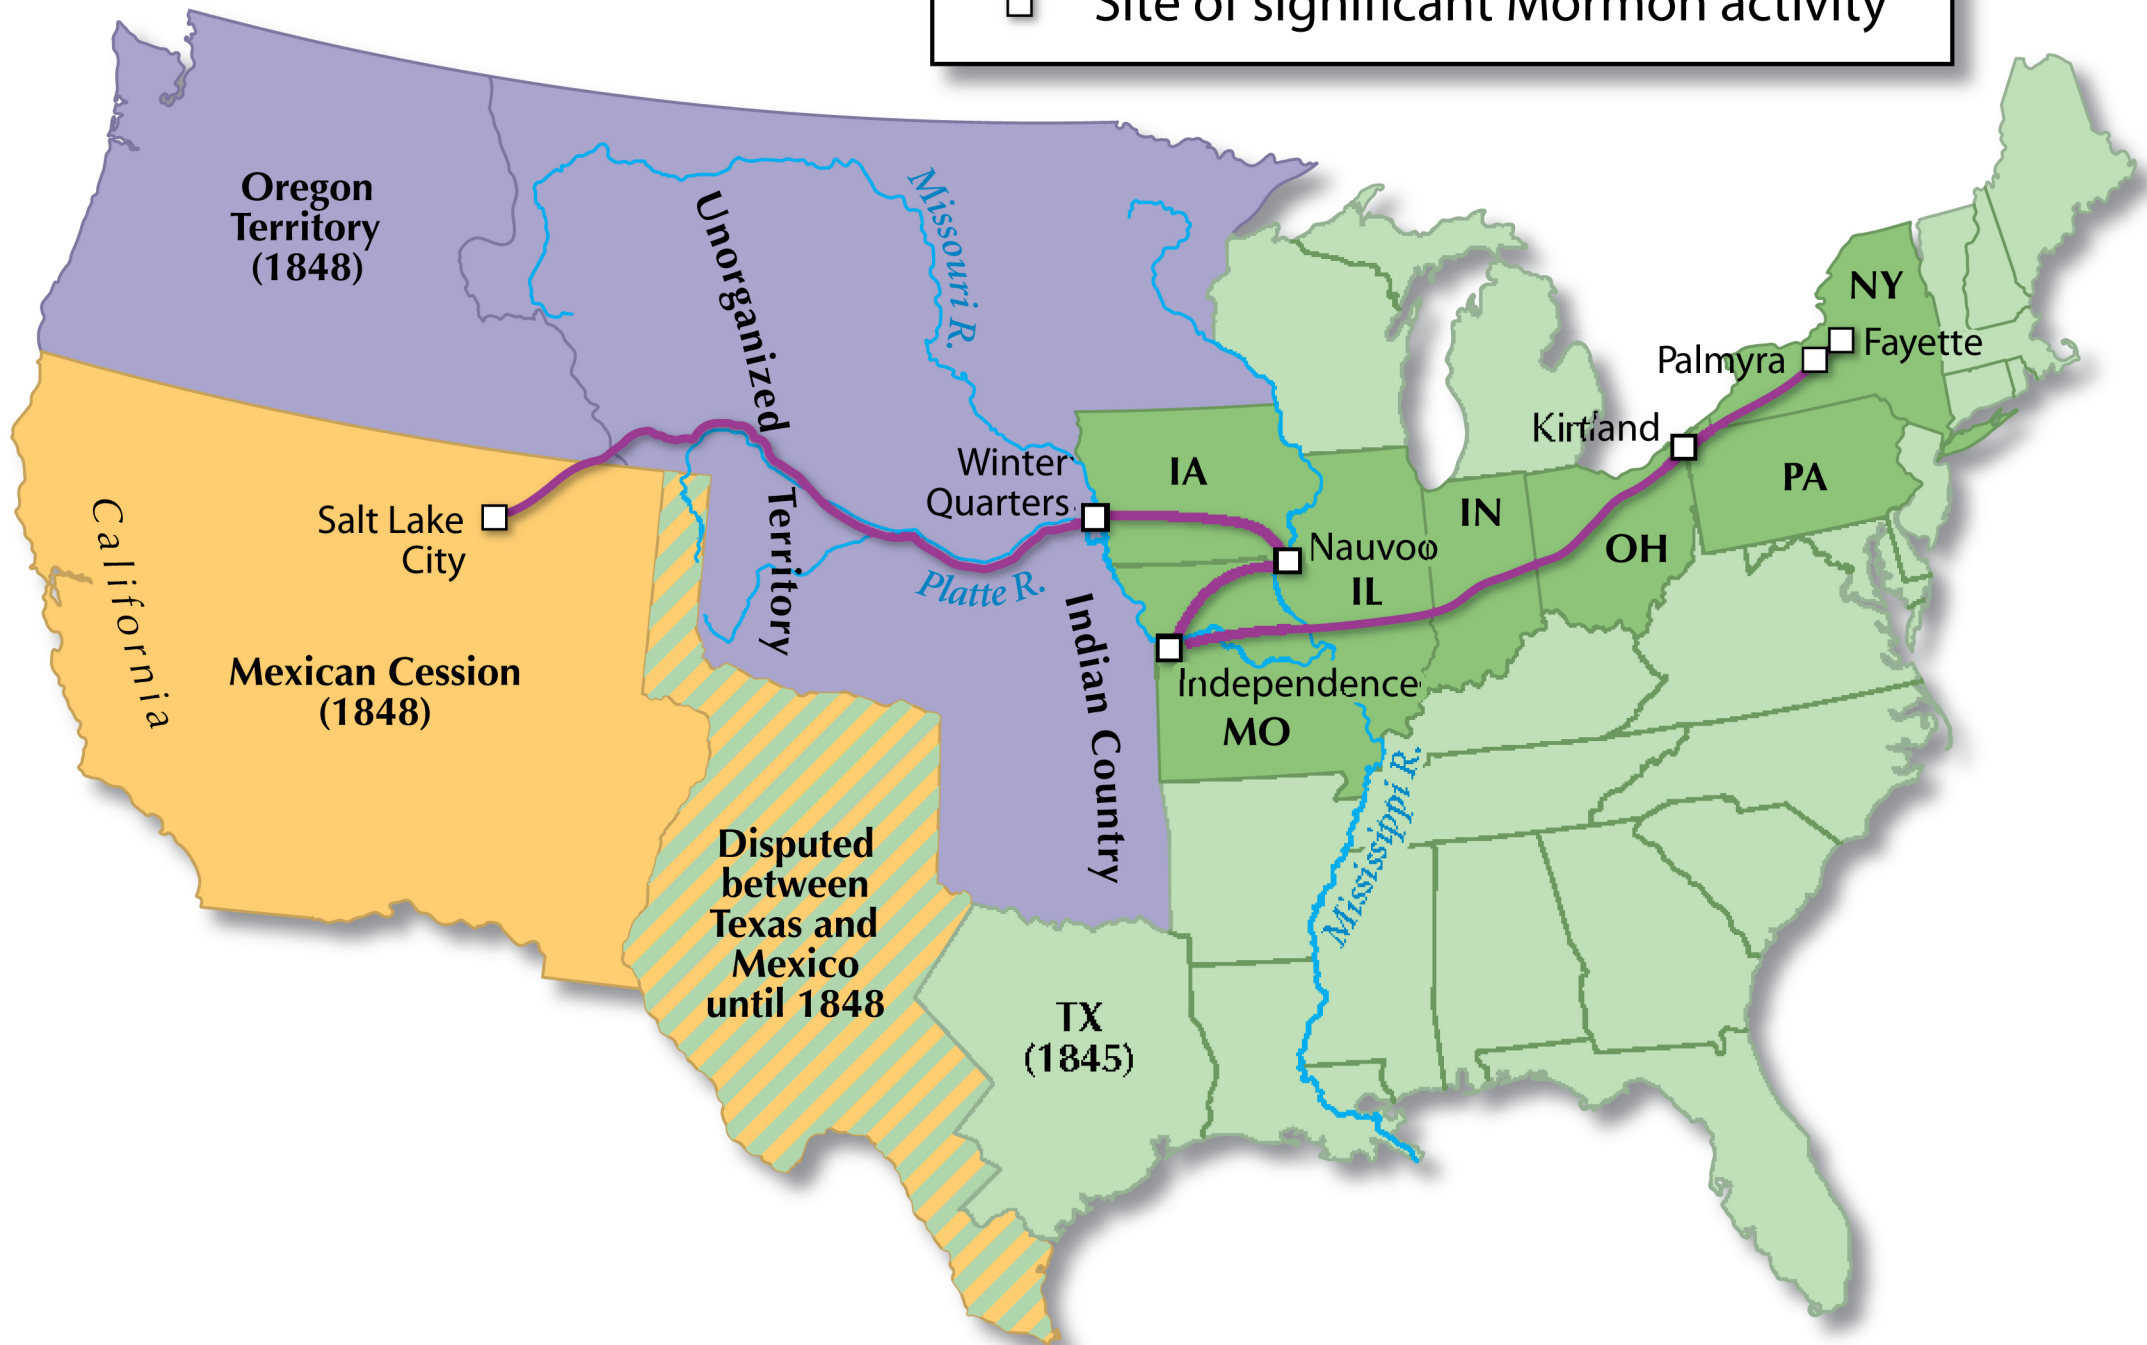 Site of significant Mormon activity
Oregon
Territory
(1848)
Unorganized
Territory
Missouri R.
NY
Fayette
Palmyra
Kirtland
PA
Winter
Quarters
IA
IN
OH
Salt Lake
City
Nauvoo
IL
Platte R.
California
Indian Country
Mexican Cession
(1848)
Independence
MO
Mississippi R.
Disputed
between
Texas and
Mexico
until 1848
TX
(1845)